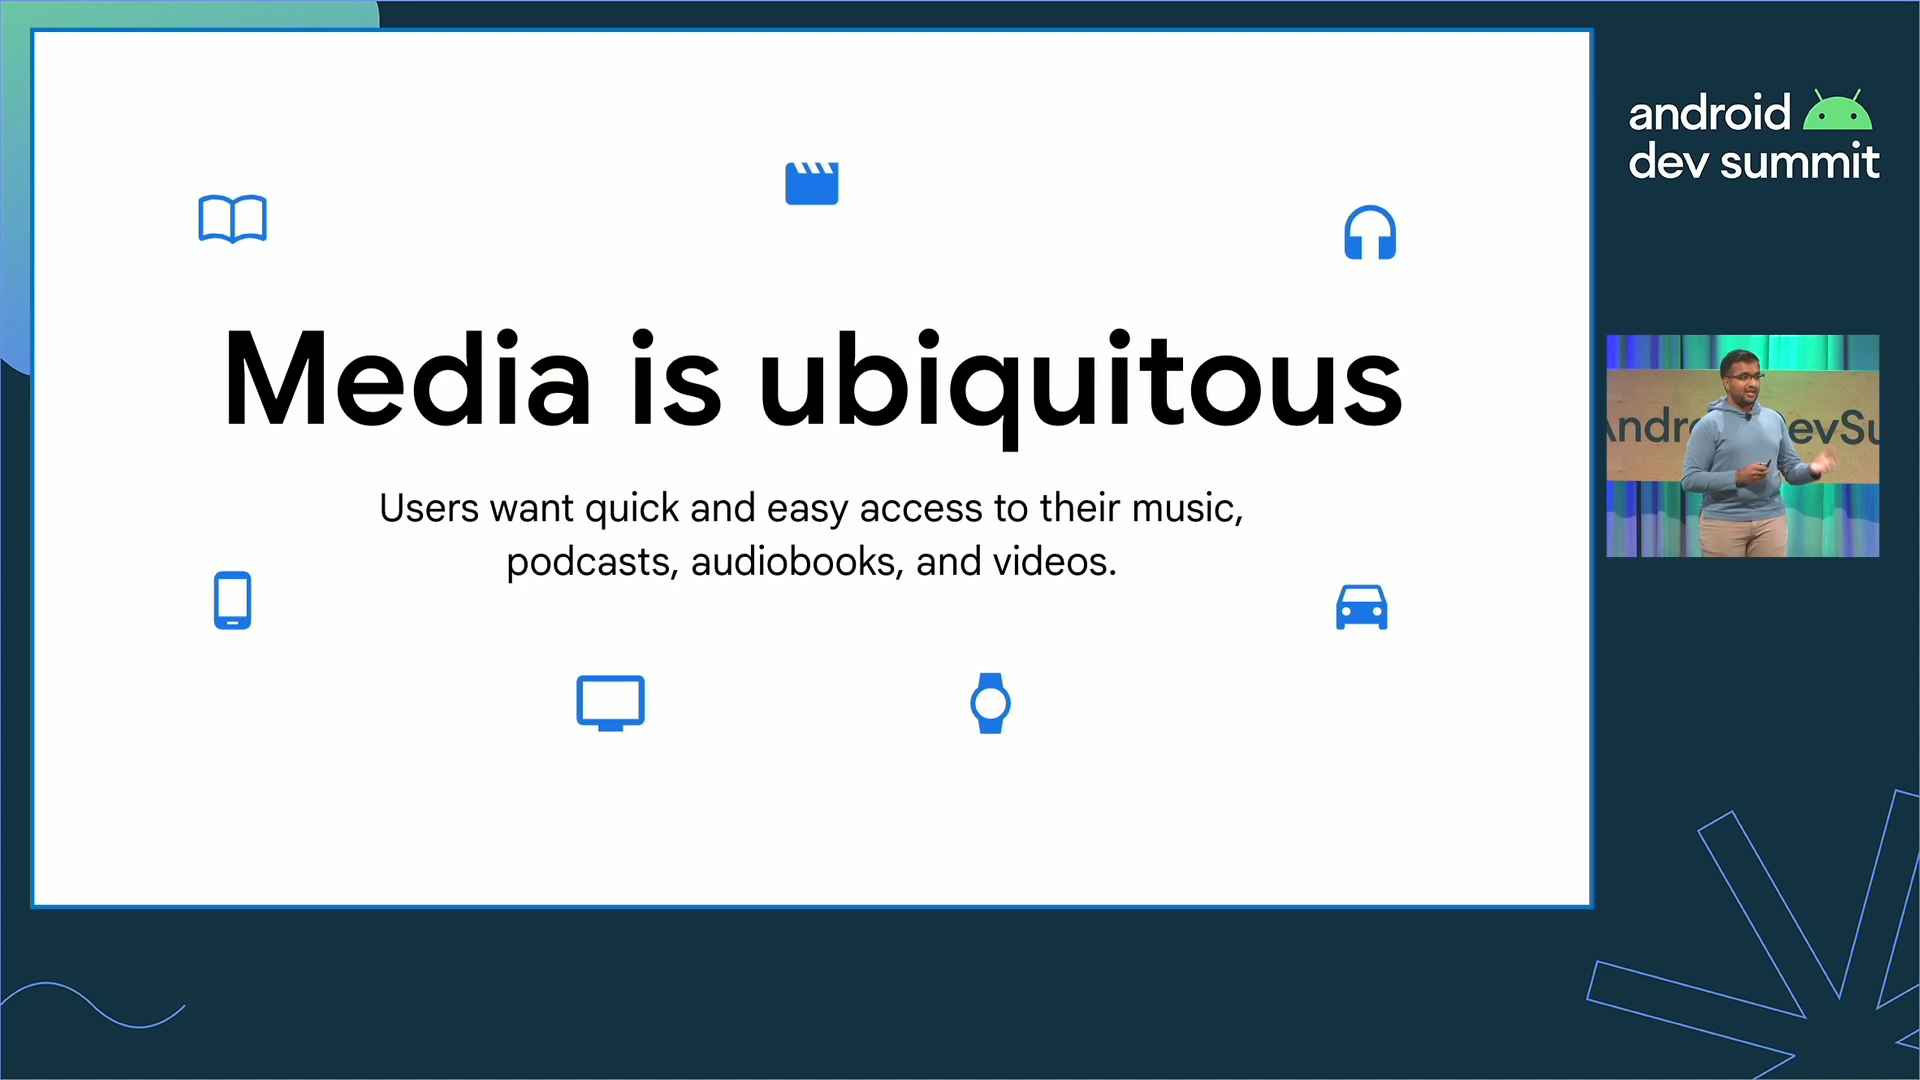 Media is ubiquitous
Users want quick and easy access to their music,
podcasts, audiobooks, and videos.
android
dev summit